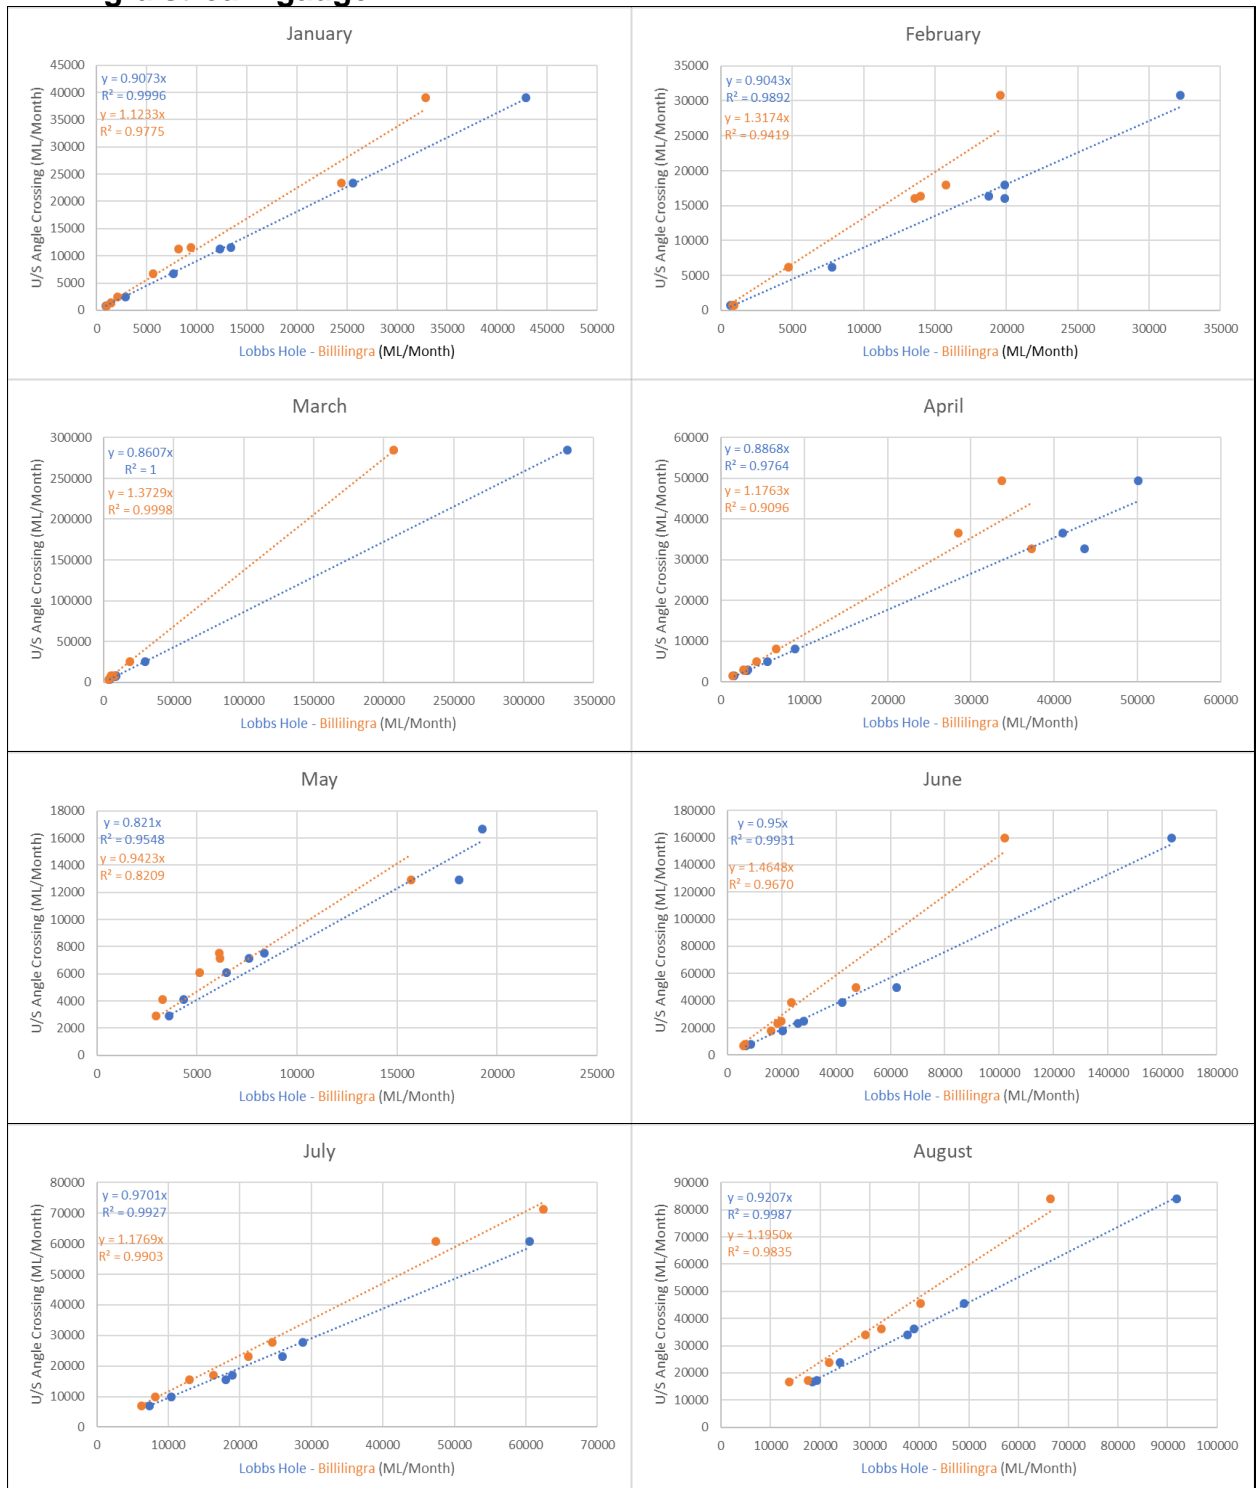 January
y = 0.9073x
R² = 0.9996
y = 1.1233x
R² = 0.9775
U/S Angle Crossing (ML/Month)
45000
40000
35000
30000
25000
20000
15000
10000
5000
0
0 5000 10000 15000 20000 25000 30000 35000 40000 45000 50000
Lobbs Hole - Billilingra (ML/Month)
February
y = 0.9043x
R² = 0.9892
y = 1.3174x
R² = 0.9419
U/S Angle Crossing (ML/Month)
35000
30000
25000
20000
15000
10000
5000
0
0 5000 10000 15000 20000 25000 30000 35000
Lobbs Hole - Billilingra (ML/Month)
March
y = 0.8607x
R² = 1
y = 1.3729x
R² = 0.9998
U/S Angle Crossing (ML/Month)
300000
250000
200000
150000
100000
50000
0
0 50000 100000 150000 200000 250000 300000 350000
Lobbs Hole - Billilingra (ML/Month)
April
y = 0.8868x
R² = 0.9764
y = 1.1763x
R² = 0.9096
U/S Angle Crossing (ML/Month)
60000
50000
40000
30000
20000
10000
0
0 10000 20000 30000 40000 50000 60000
Lobbs Hole - Billilingra (ML/Month)
May
y = 0.821x
R² = 0.9548
y = 0.9423x
R² = 0.8209
U/S Angle Crossing (ML/Month)
18000
16000
14000
12000
10000
8000
6000
4000
2000
0
0 5000 10000 15000 20000 25000
Lobbs Hole - Billilingra (ML/Month)
June
y = 0.95x
R² = 0.9931
y = 1.4648x
R² = 0.9670
U/S Angle Crossing (ML/Month)
180000
160000
140000
120000
100000
80000
60000
40000
20000
0
0 20000 40000 60000 80000 100000 120000 140000 160000 180000
Lobbs Hole - Billilingra (ML/Month)
July
y = 0.9701x
R² = 0.9927
y = 1.1769x
R² = 0.9903
U/S Angle Crossing (ML/Month)
80000
70000
60000
50000
40000
30000
20000
10000
0
0 10000 20000 30000 40000 50000 60000 70000
Lobbs Hole - Billilingra (ML/Month)
August
y = 0.9207x
R² = 0.9987
y = 1.1950x
R² = 0.9835
U/S Angle Crossing (ML/Month)
90000
80000
70000
60000
50000
40000
30000
20000
10000
0
0 10000 20000 30000 40000 50000 60000 70000 80000 90000 100000
Lobbs Hole - Billilingra (ML/Month)